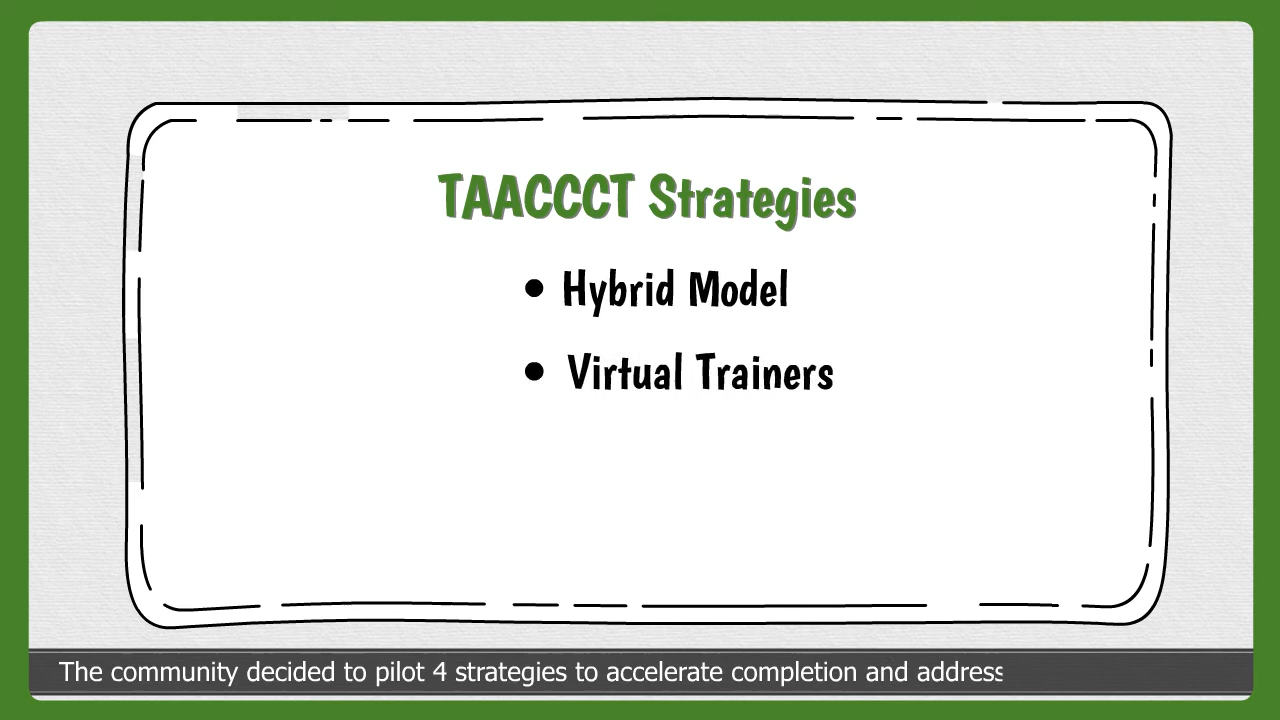 TAACCCT Strategies
• Hybrid Model
• Virtual Trainers
The community decided to pilot 4 strategies to accelerate completion and address